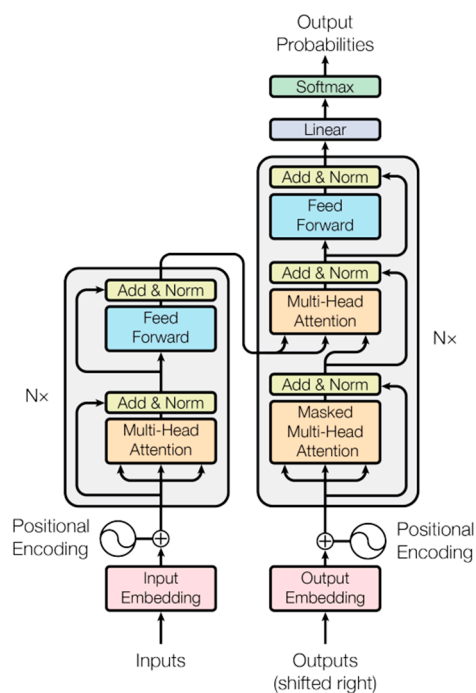 Output
Probabilities
Softmax
Linear
Add & Norm
Feed
Forward
Add & Norm
Multi-Head
Attention
Add & Norm
Masked
Multi-Head
Attention
N×
Add & Norm
Feed
Forward
Add & Norm
Multi-Head
Attention
N×
Positional
Encoding
Positional
Encoding
Input
Embedding
Output
Embedding
Inputs
Outputs
(shifted right)